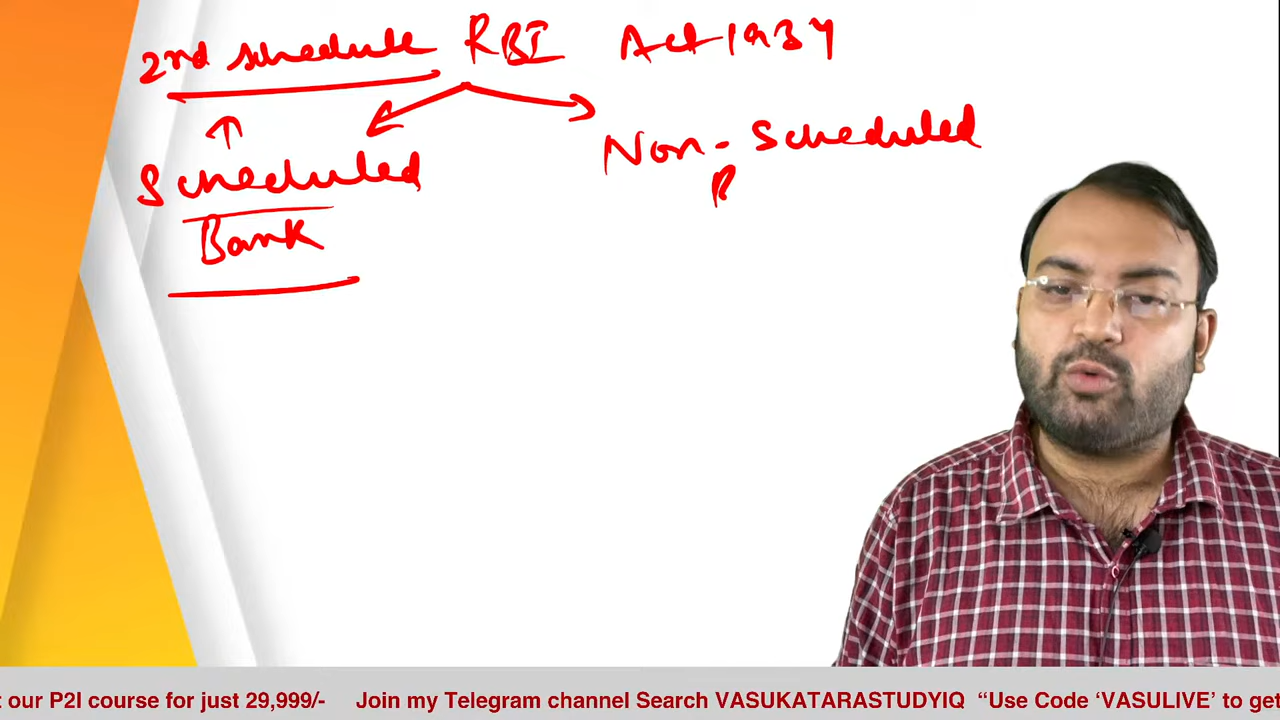 2nd schedule RBI Act 1934
Scheduled Non-Scheduled
Bank B
t our P2I course for just 29,999/- Join my Telegram channel Search VASUKATARASTUDYIQ “Use Code ‘VASULIVE’ to get